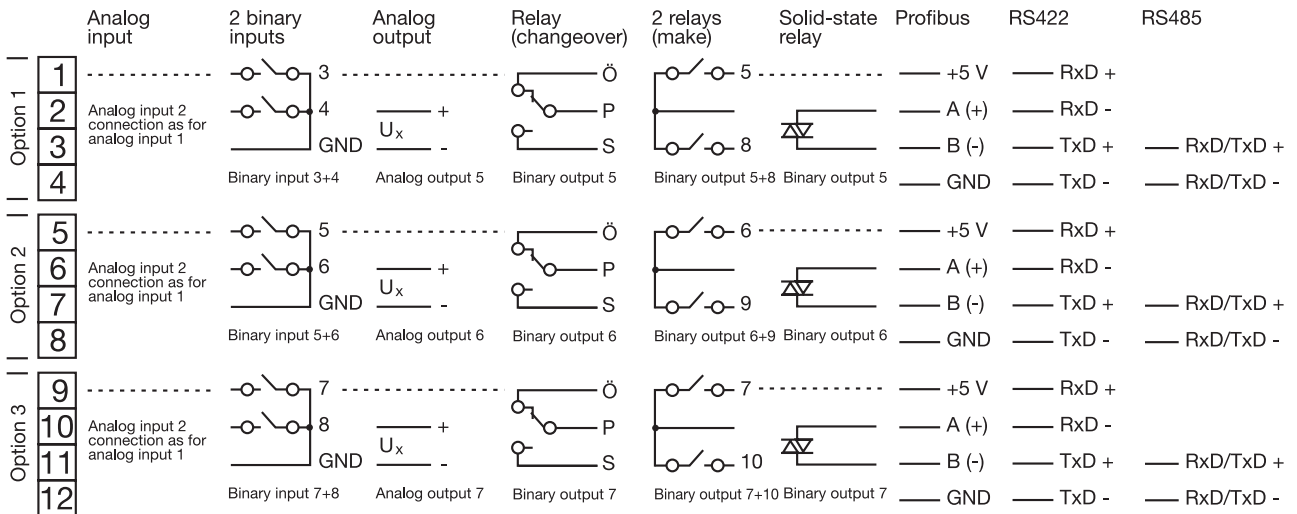 Analog input
2 binary inputs
Analog output
Relay (changeover)
2 relays (make)
Solid-state relay
Profibus
RS422
RS485
Option 1
1 3 Ö 5 +5 V RxD +
2 Analog input 2 connection as for analog input 1 4 Ux + P A (+) RxD -
3 GND - S 8 B (-) TxD + RxD/TxD +
4 Binary input 3+4 Analog output 5 Binary output 5 Binary output 5+8 Binary output 5 GND TxD - RxD/TxD -
Option 2
5 5 Ö 6 +5 V RxD +
6 Analog input 2 connection as for analog input 1 6 Ux + P A (+) RxD -
7 GND - S 9 B (-) TxD + RxD/TxD +
8 Binary input 5+6 Analog output 6 Binary output 6 Binary output 6+9 Binary output 6 GND TxD - RxD/TxD -
Option 3
9 7 Ö 7 +5 V RxD +
10 Analog input 2 connection as for analog input 1 8 Ux + P A (+) RxD -
11 GND - S 10 B (-) TxD + RxD/TxD +
12 Binary input 7+8 Analog output 7 Binary output 7 Binary output 7+10 Binary output 7 GND TxD - RxD/TxD -